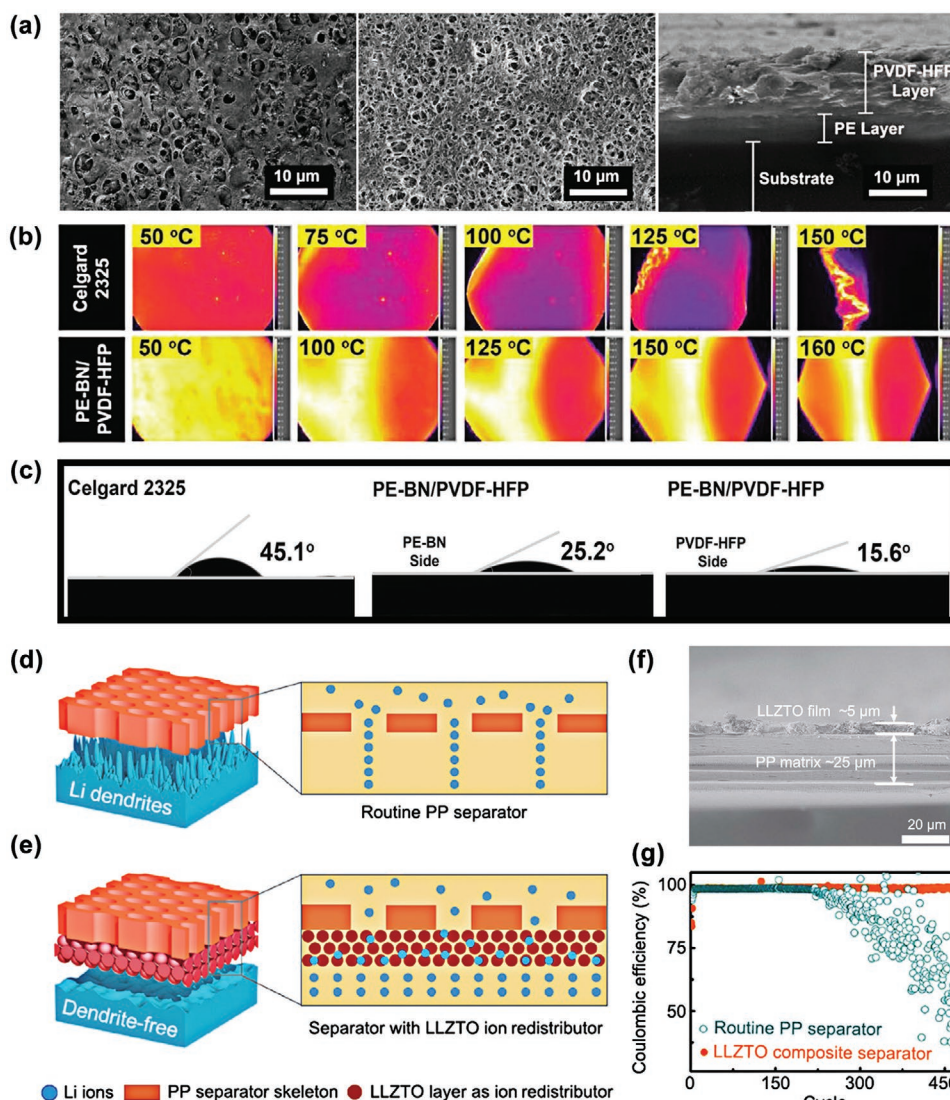 (a)
10 µm
10 µm
PVDF-HFP
Layer
PE Layer
Substrate
10 µm
(b)
Celgard
2325
50 °C
75 °C
100 °C
125 °C
150 °C
PE-BN/
PVDF-HFP
50 °C
100 °C
125 °C
150 °C
160 °C
(c)
Celgard 2325
PE-BN/PVDF-HFP
PE-BN/PVDF-HFP
45.1°
PE-BN
Side
25.2°
PVDF-HFP
Side
15.6°
(d)
Li dendrites
Routine PP separator
(e)
Dendrite-free
Separator with LLZTO ion redistributor
Li ions
PP separator skeleton
LLZTO layer as ion redistributor
(f)
LLZTO film ~5 µm
PP matrix ~25 µm
20 µm
(g)
Coulombic efficiency (%)
100
75
50
Routine PP separator
LLZTO composite separator
0
150
300
450